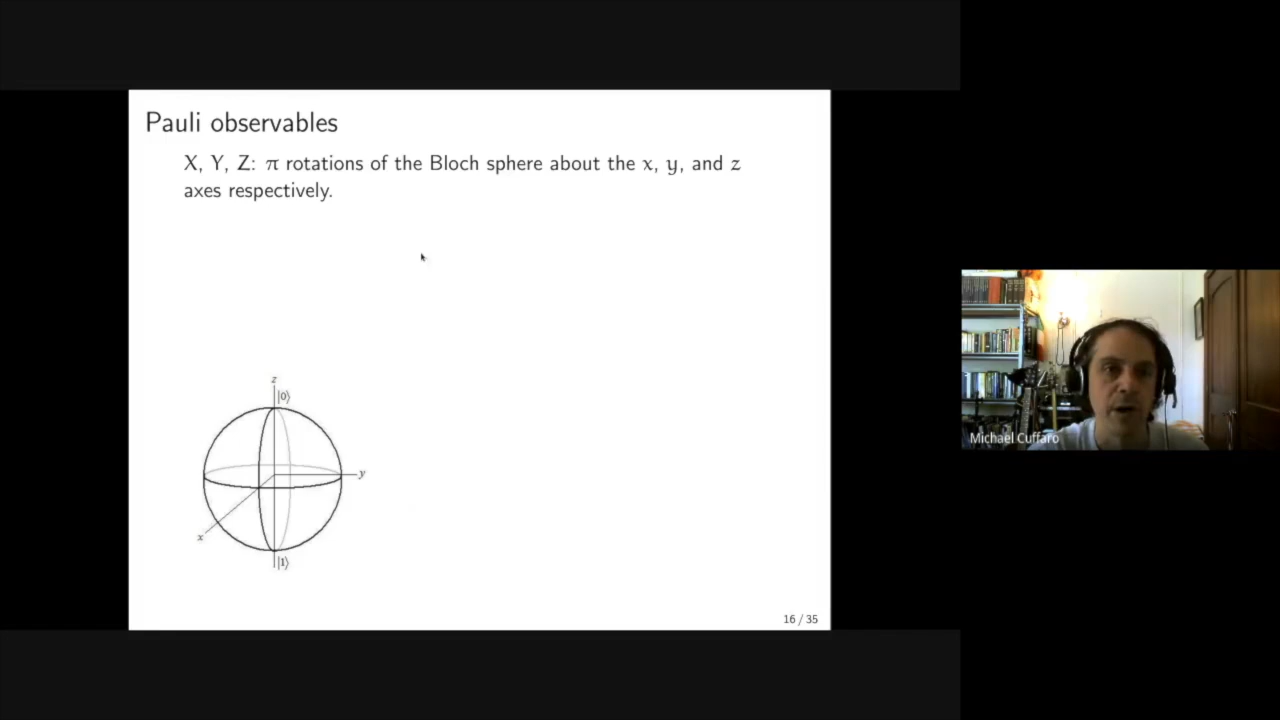 Pauli observables
X, Y, Z: π rotations of the Bloch sphere about the x, y, and z
axes respectively.
z
|0⟩
y
x
|1⟩
16 / 35
Michael Cuffaro